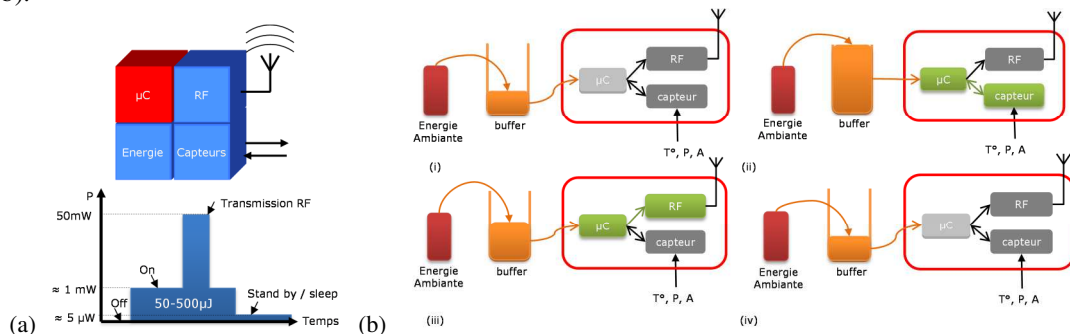 µC
RF
Energie
Capteurs
P
50mW
Transmission RF
On
≈ 1 mW
Off
50-500µJ
Stand by / sleep
≈ 5 µW
Temps
(a)
(b)
RF
µC
capteur
Energie
Ambiante
buffer
T°, P, A
(i)
RF
µC
capteur
Energie
Ambiante
buffer
T°, P, A
(ii)
RF
µC
capteur
Energie
Ambiante
buffer
T°, P, A
(iii)
RF
µC
capteur
Energie
Ambiante
buffer
T°, P, A
(iv)